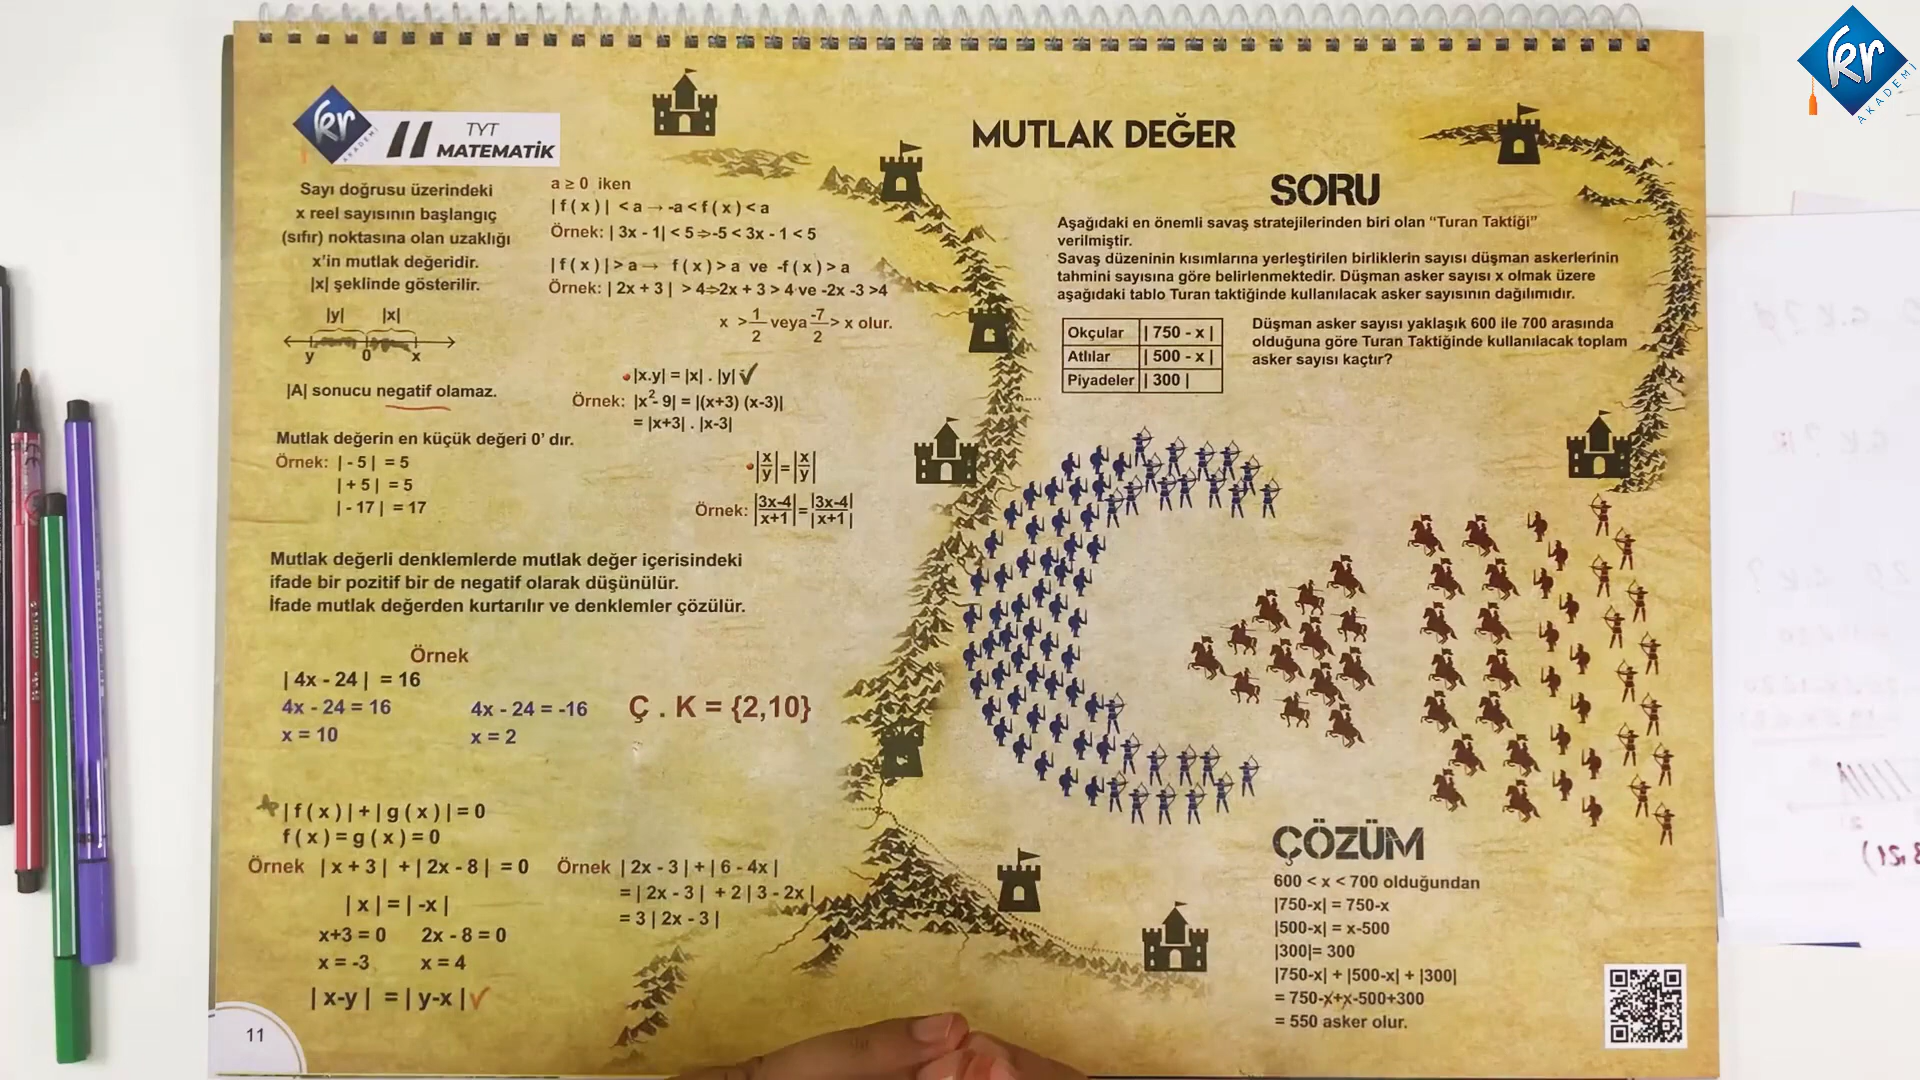 kr
AKADEMİ
TYT
11 MATEMATİK
MUTLAK DEĞER
Sayı doğrusu üzerindeki
x reel sayısının başlangıç
(sıfır) noktasına olan uzaklığı
x'in mutlak değeridir.
|x| şeklinde gösterilir.
|y| |x|
y 0 x
|A| sonucu negatif olamaz.
Mutlak değerin en küçük değeri 0' dır.
Örnek: | - 5 | = 5
| + 5 | = 5
| - 17 | = 17
a ≥ 0 iken
| f ( x ) | < a → -a < f ( x ) < a
Örnek: | 3x - 1| < 5 ⇒ -5 < 3x - 1 < 5
| f ( x ) | > a → f ( x ) > a ve -f ( x ) > a
Örnek: | 2x + 3 | > 4 ⇒ 2x + 3 > 4 ve -2x -3 >4
x > 1/2 veya -7/2 > x olur.
|x.y| = |x| . |y| ✓
Örnek: |x² - 9| = |(x+3) (x-3)|
= |x+3| . |x-3|
|x/y| = |x/y|
Örnek: |3x-4/x+1| = |3x-4|/|x+1|
Mutlak değerli denklemlerde mutlak değer içerisindeki
ifade bir pozitif bir de negatif olarak düşünülür.
İfade mutlak değerden kurtarılır ve denklemler çözülür.
Örnek
| 4x - 24 | = 16
4x - 24 = 16 4x - 24 = -16
x = 10 x = 2
Ç . K = {2,10}
| f ( x ) | + | g ( x ) | = 0
f ( x ) = g ( x ) = 0
Örnek | x + 3 | + | 2x - 8 | = 0
| x | = | -x |
x+3 = 0 2x - 8 = 0
x = -3 x = 4
| x-y | = | y-x | ✓
Örnek | 2x - 3 | + | 6 - 4x |
= | 2x - 3 | + 2 | 3 - 2x |
= 3 | 2x - 3 |
11
SORU
Aşağıdaki en önemli savaş stratejilerinden biri olan "Turan Taktiği"
verilmiştir.
Savaş düzeninin kısımlarına yerleştirilen birliklerin sayısı düşman askerlerinin
tahmini sayısına göre belirlenmektedir. Düşman asker sayısı x olmak üzere
aşağıdaki tablo Turan taktiğinde kullanılacak asker sayısının dağılımıdır.
Okçular | 750 - x |
Atlılar | 500 - x |
Piyadeler | 300 |
Düşman asker sayısı yaklaşık 600 ile 700 arasında
olduğuna göre Turan Taktiğinde kullanılacak toplam
asker sayısı kaçtır?
ÇÖZÜM
600 < x < 700 olduğundan
|750-x| = 750-x
|500-x| = x-500
|300|= 300
|750-x| + |500-x| + |300|
= 750-x+x-500+300
= 550 asker olur.
kr
AKADEMİ